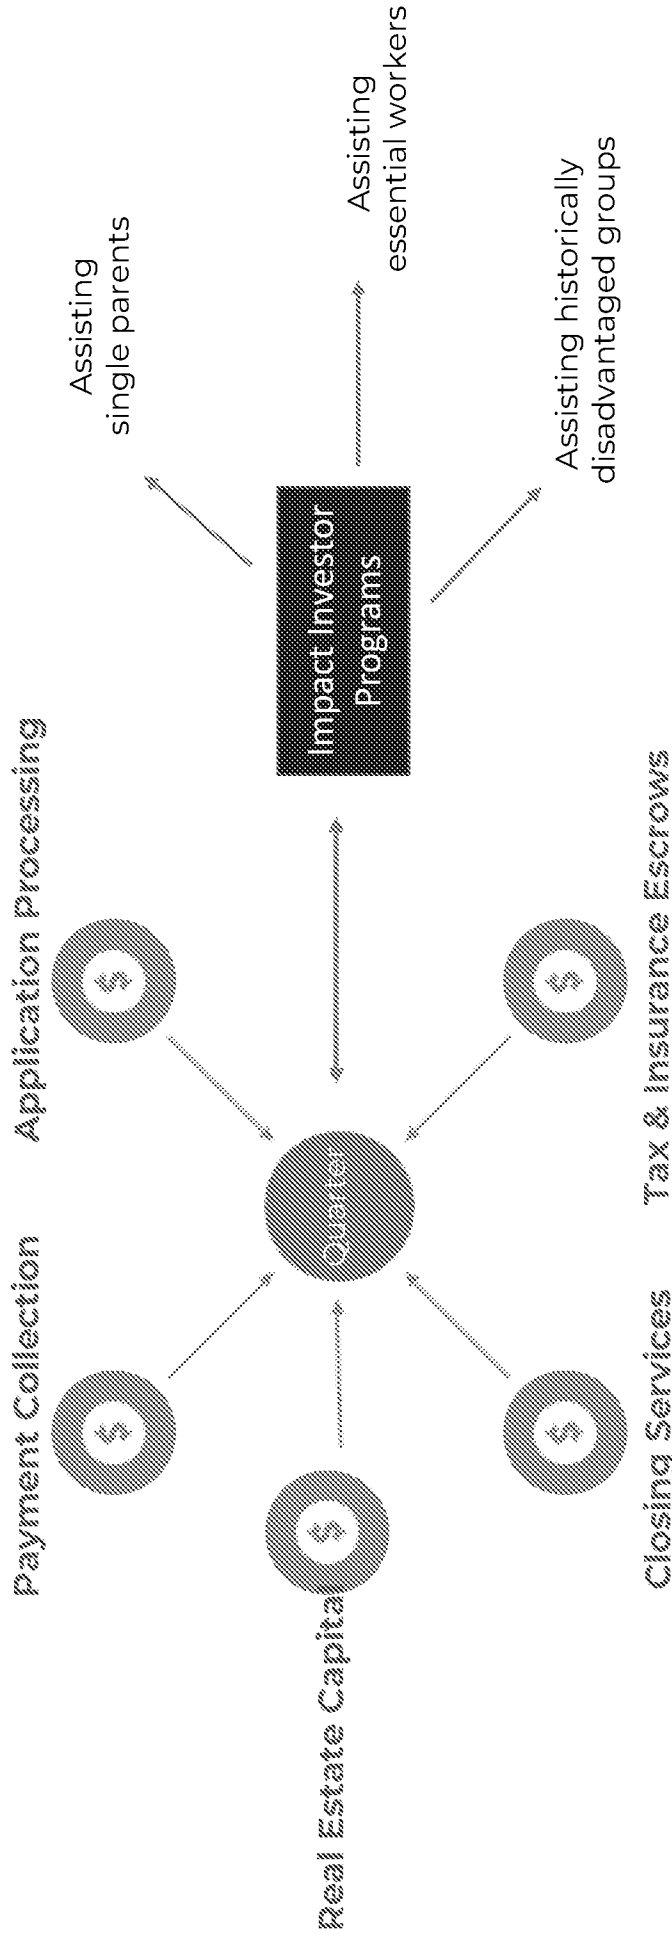 Payment Collection
Application Processing
$
$
Real Estate Capita
$
Quarter
Impact Investor
Programs
Assisting
single parents
Assisting
essential workers
Assisting historically
disadvantaged groups
$
$
Closing Services
Tax & Insurance Escrows